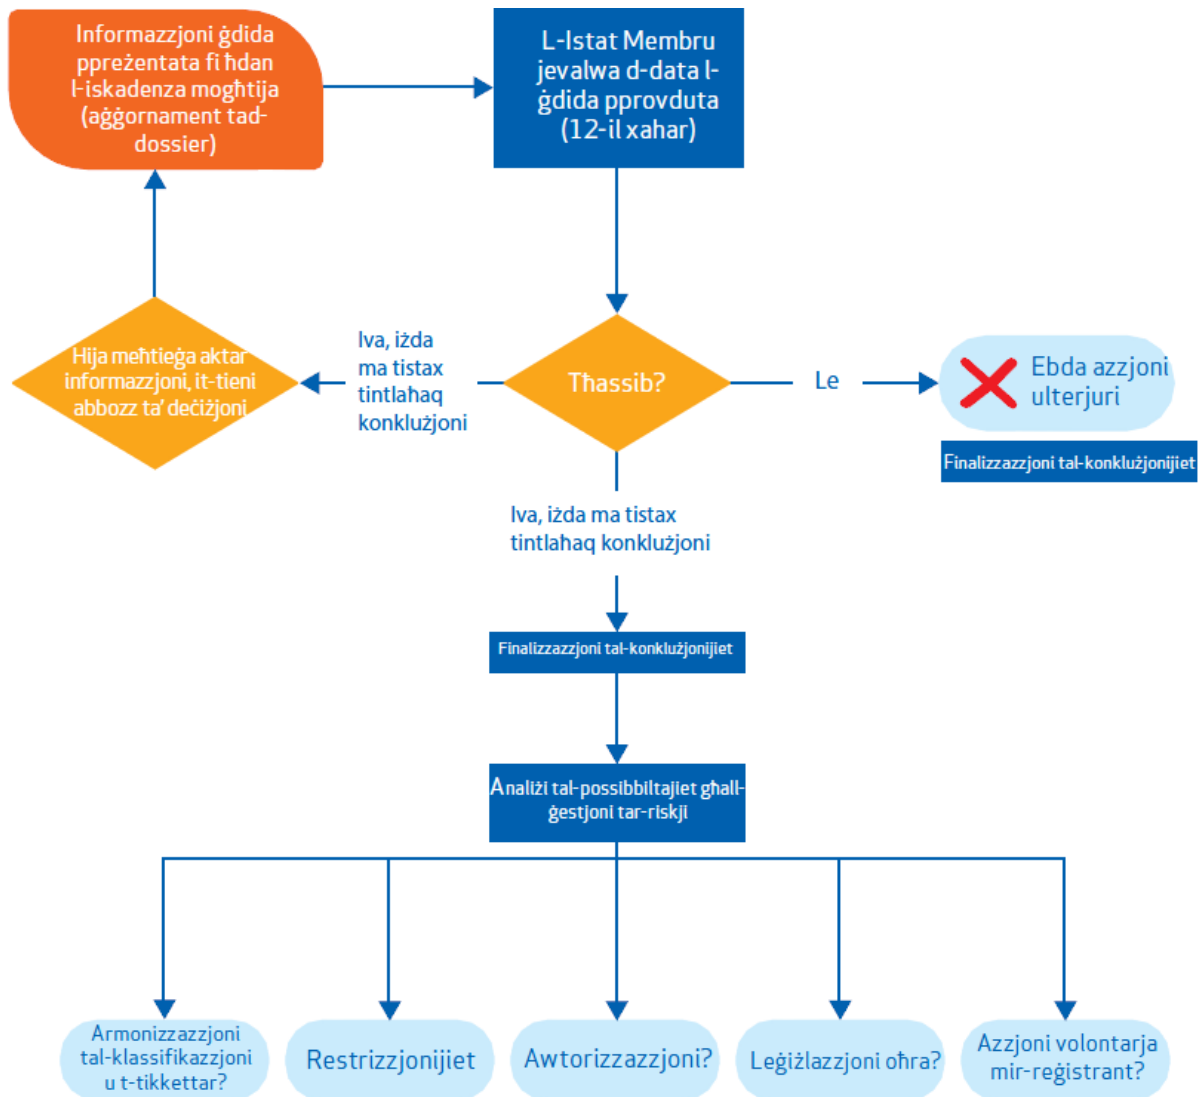 Informazzjoni ġdida
ppreżentata fi ħdan
l-iskadenza mogħtija
(aġġornament tad-
dossier)
L-Istat Membru
jevalwa d-data l-
ġdida pprovduta
(12-il xahar)
Hija meħtieġa aktar
informazzjoni, it-tieni
abbozz ta’ deċiżjoni
Iva, iżda
ma tistax
tintlaħaq
konklużjoni
Tħassib?
Le
Ebda azzjoni
ulterjuri
Finalizzazzjoni tal-konklużjonijiet
Iva, iżda ma tistax
tintlaħaq konklużjoni
Finalizzazzjoni tal-konklużjonijiet
Analiżi tal-possibbiltajiet għall-
ġestjoni tar-riskji
Armonizzazzjoni
tal-klassifikazzjoni
u t-tikkettar?
Restrizzjonijiet
Awtorizzazzjoni?
Leġiżlazzjoni oħra?
Azzjoni volontarja
mir-reġistrant?